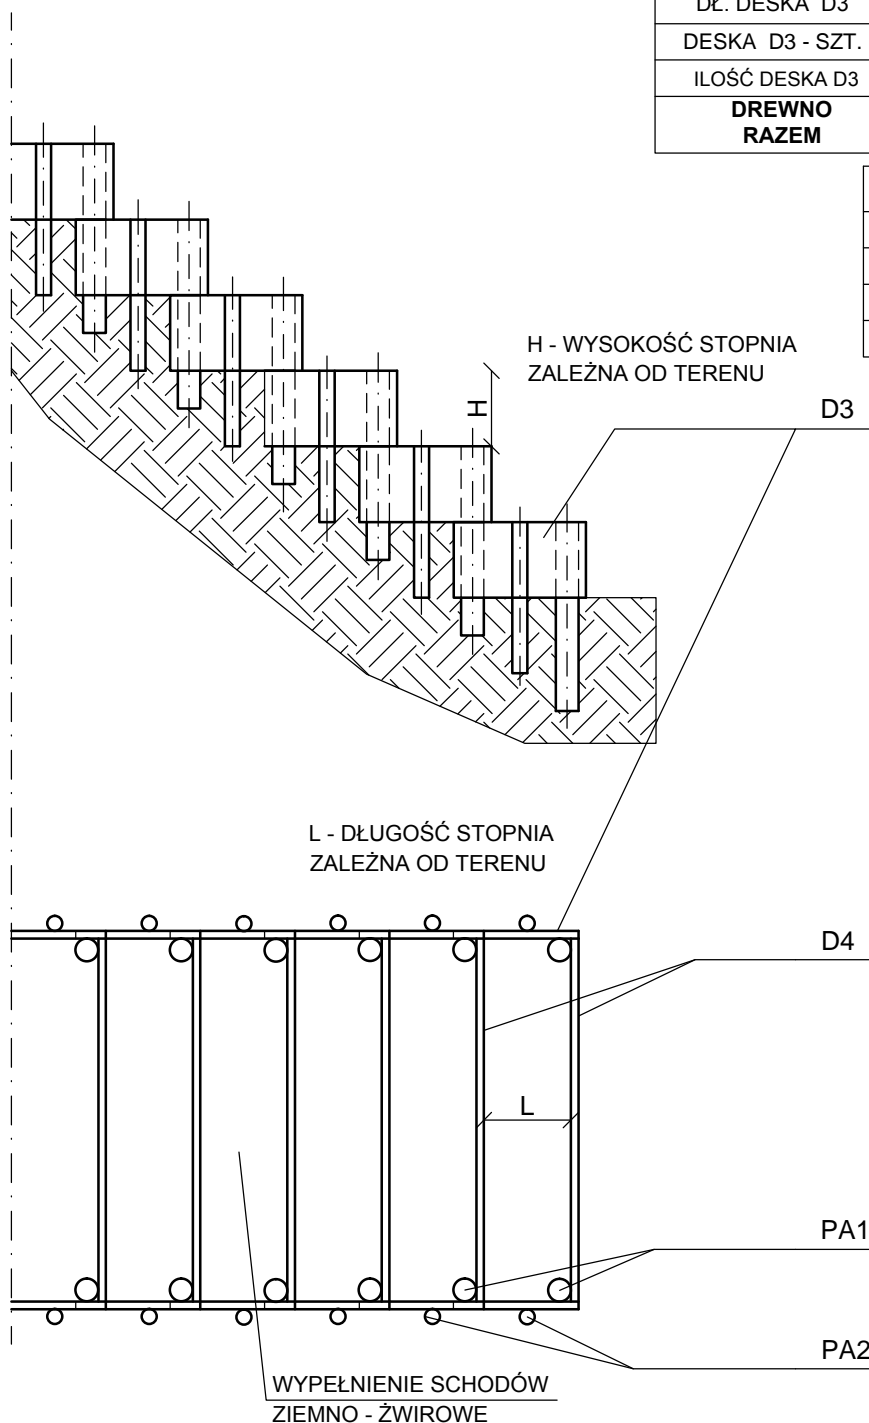 DŁ. DESKA D3
DESKA D3 - SZT.
ILOŚĆ DESKA D3
DREWNO
RAZEM
H - WYSOKOŚĆ STOPNIA
ZALEŻNA OD TERENU
H
D3
L - DŁUGOŚĆ STOPNIA
ZALEŻNA OD TERENU
D4
L
PA1
PA2
WYPEŁNIENIE SCHODÓW
ZIEMNO - ŻWIROWE